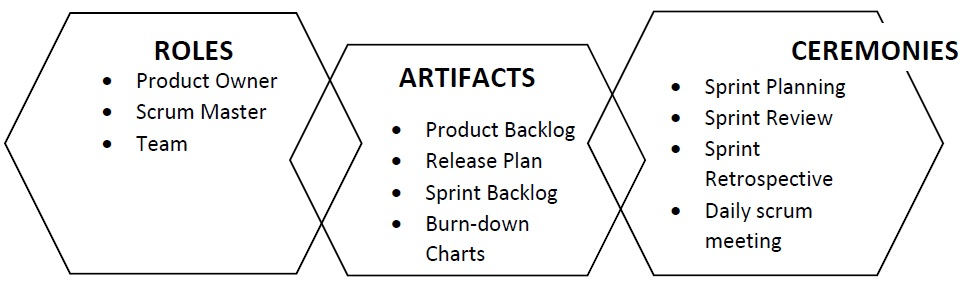 ROLES
• Product Owner
• Scrum Master
• Team
ARTIFACTS
• Product Backlog
• Release Plan
• Sprint Backlog
• Burn-down
Charts
CEREMONIES
• Sprint Planning
• Sprint Review
• Sprint
Retrospective
• Daily scrum
meeting